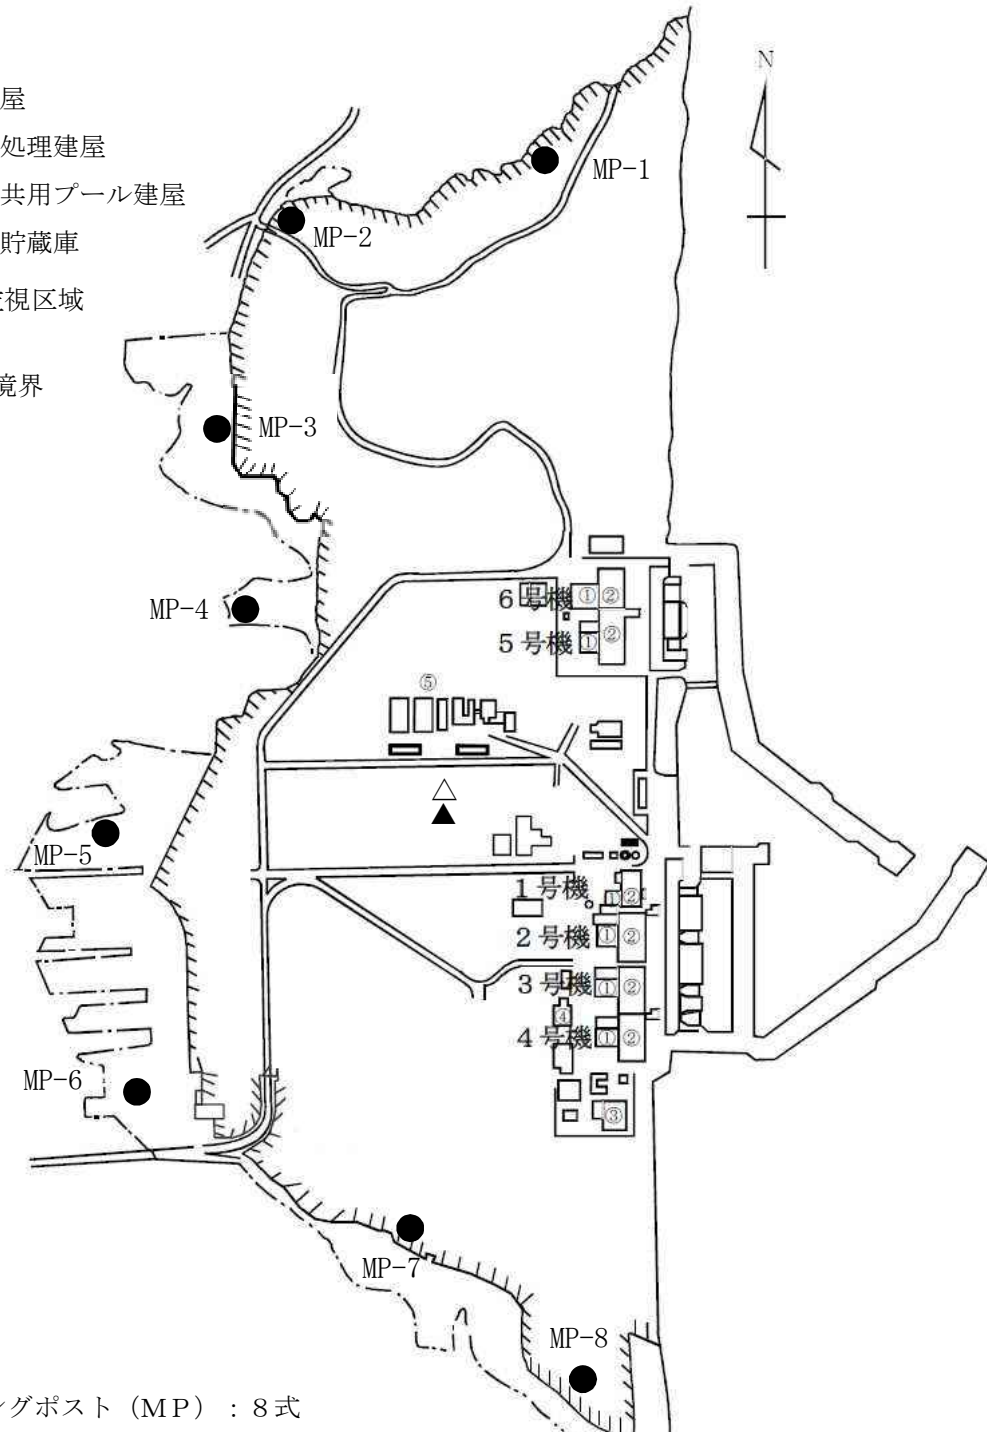 屋
処理建屋
共用プール建屋
貯蔵庫
視区域
境界
N
MP-1
MP-2
MP-3
MP-4
6号機 ① ②
5号機 ① ②
⑤
MP-5
1号機 ① ②
2号機 ① ②
3号機 ① ②
④
4号機 ① ②
MP-6
③
MP-7
MP-8
グポスト（MP）：8式